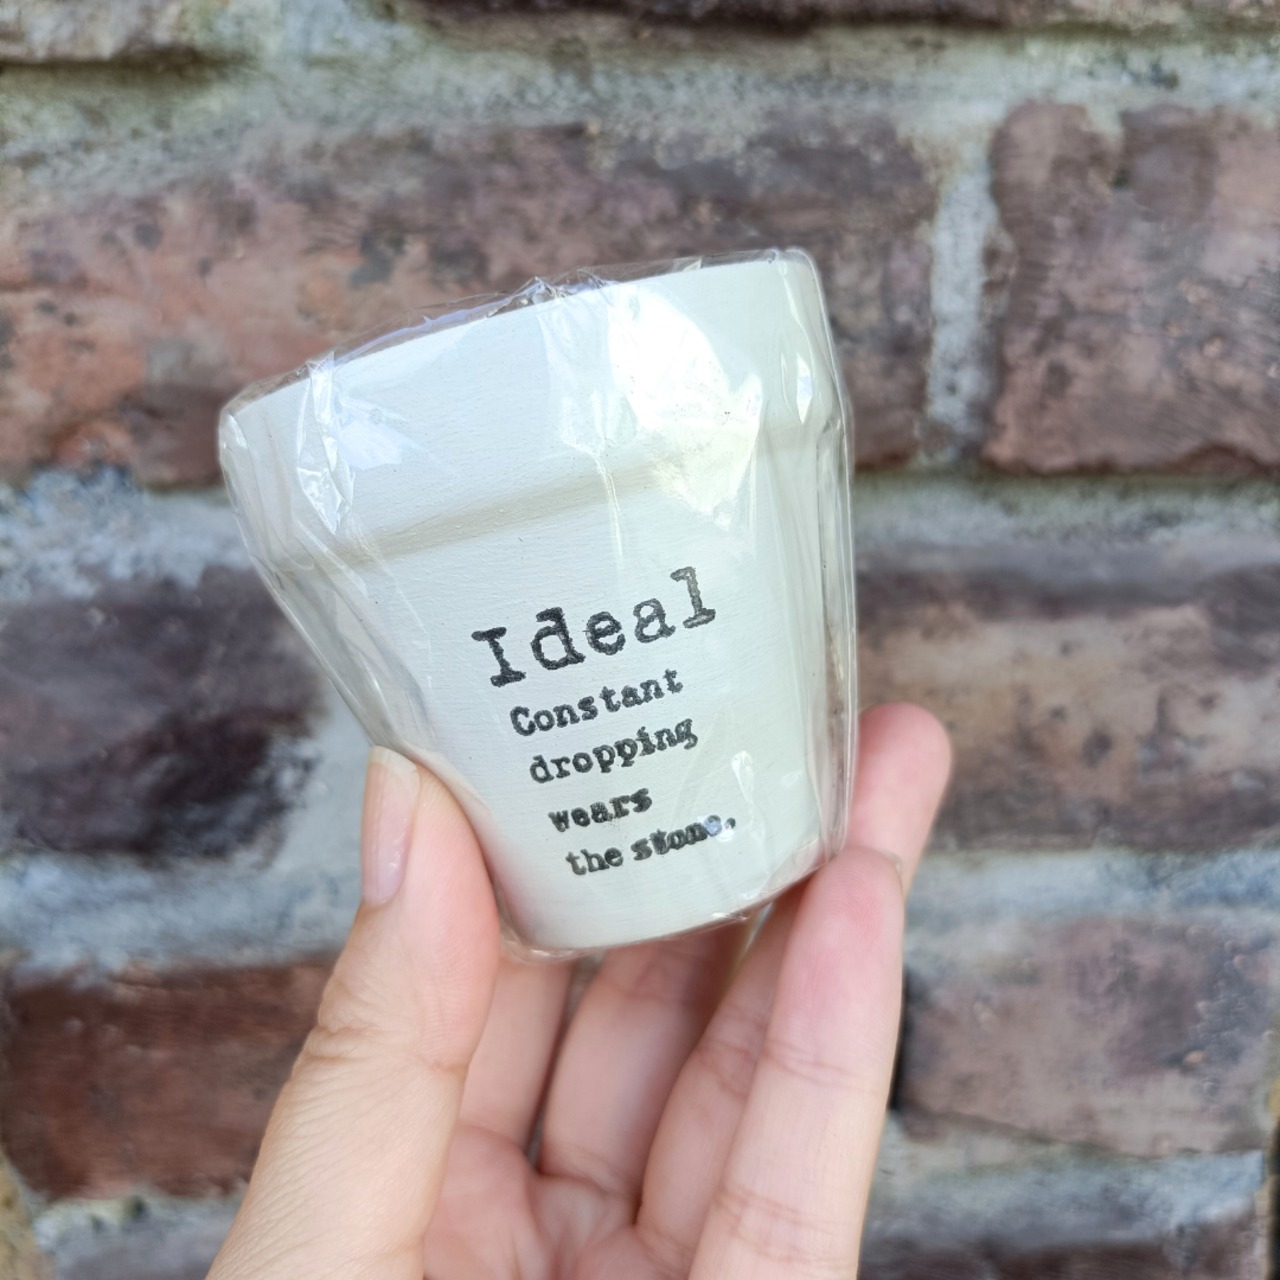 Ideal
Constant
dropping
wears
the stone.